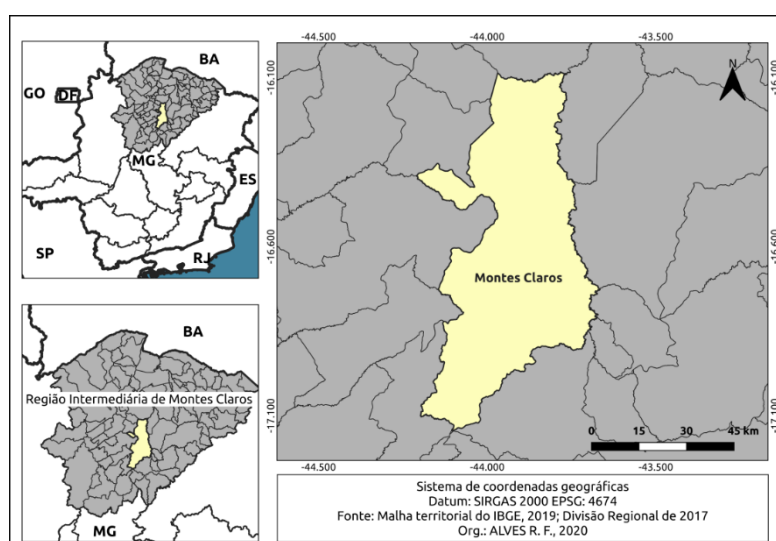 BA
GO
DF
MG
ES
SP
RJ
BA
Região Intermediária de Montes Claros
MG
-44.500
-44.000
-43.500
-16.100
-16.100
N
-16.600
-16.600
Montes Claros
-17.100
-17.100
0 15 30 45 km
-44.500
-44.000
-43.500
Sistema de coordenadas geográficas
Datum: SIRGAS 2000 EPSG: 4674
Fonte: Malha territorial do IBGE, 2019; Divisão Regional de 2017
Org.: ALVES R. F., 2020